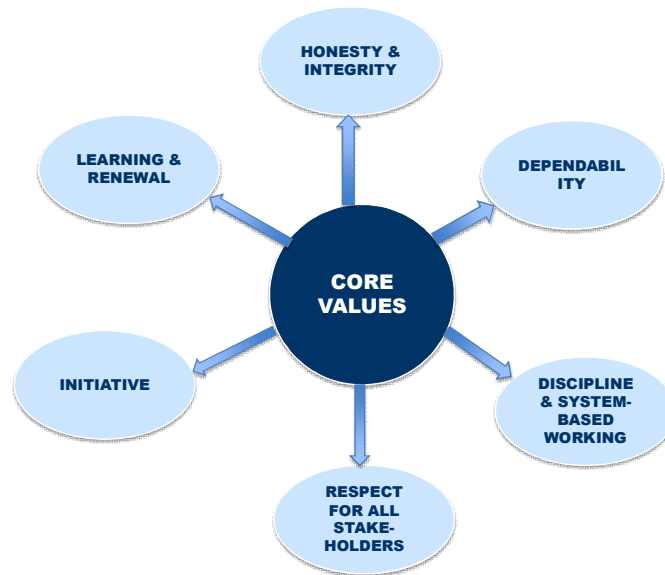 HONESTY &
INTEGRITY
LEARNING &
RENEWAL
DEPENDABIL
ITY
CORE
VALUES
INITIATIVE
DISCIPLINE
& SYSTEM-
BASED
WORKING
RESPECT
FOR ALL
STAKE-
HOLDERS